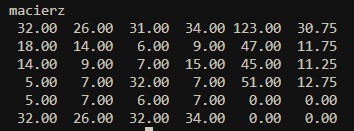 macierz
32.00 26.00 31.00 34.00 123.00 30.75
18.00 14.00 6.00 9.00 47.00 11.75
14.00 9.00 7.00 15.00 45.00 11.25
5.00 7.00 32.00 7.00 51.00 12.75
5.00 7.00 6.00 7.00 0.00 0.00
32.00 26.00 32.00 34.00 0.00 0.00